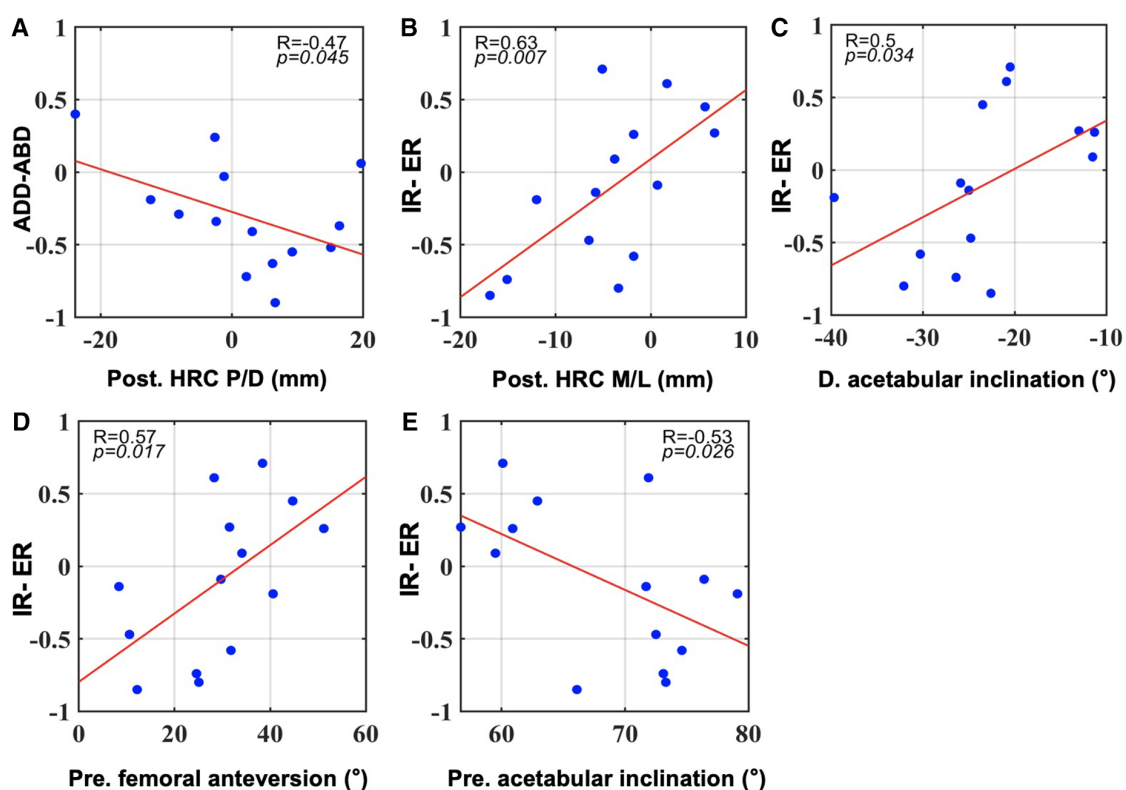 A
R=-0.47
p=0.045
1
0.5
0
-0.5
-1
ADD-ABD
-20 0 20
Post. HRC P/D (mm)
B
R=0.63
p=0.007
1
0.5
0
-0.5
-1
IR- ER
-20 -10 0 10
Post. HRC M/L (mm)
C
R=0.5
p=0.034
1
0.5
0
-0.5
-1
IR- ER
-40 -30 -20 -10
D. acetabular inclination (°)
D
R=0.57
p=0.017
1
0.5
0
-0.5
-1
IR- ER
0 20 40 60
Pre. femoral anteversion (°)
E
R=-0.53
p=0.026
1
0.5
0
-0.5
-1
IR- ER
60 70 80
Pre. acetabular inclination (°)